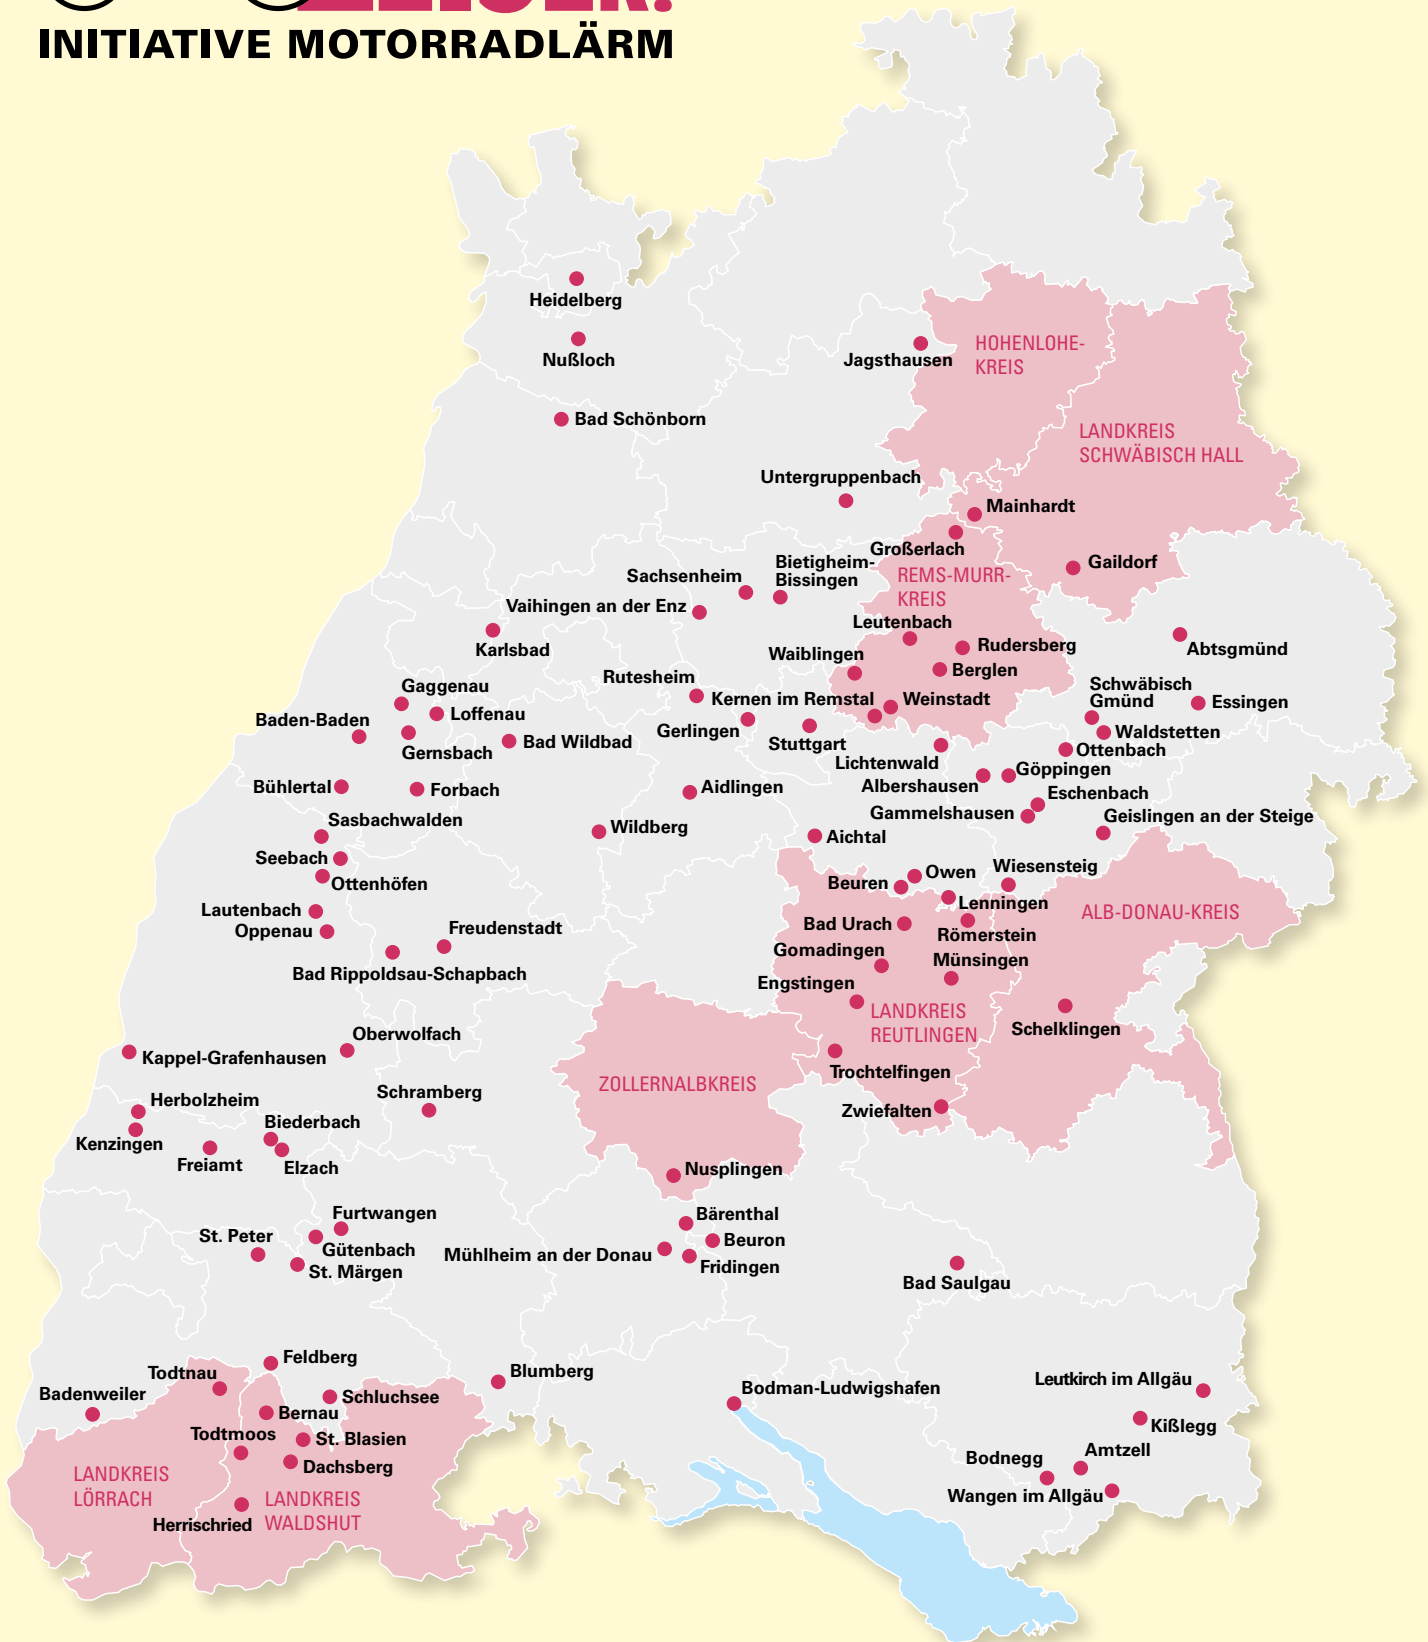 LEISER!
INITIATIVE MOTORRADLÄRM
Heidelberg
Nußloch
Jagsthausen
HOHENLOHE-
KREIS
Bad Schönborn
LANDKREIS
SCHWÄBISCH HALL
Untergruppenbach
Mainhardt
Großerlach
Bietigheim-
Bissingen
Gaildorf
Sachsenheim
REMS-MURR-
KREIS
Vaihingen an der Enz
Leutenbach
Karlsbad
Rudersberg
Abtsgmünd
Waiblingen
Berglen
Rutesheim
Gaggenau
Schwäbisch
Gmünd
Kernen im Remstal
Weinstadt
Essingen
Loffenau
Baden-Baden
Gerlingen
Waldstetten
Bad Wildbad
Stuttgart
Gernsbach
Ottenbach
Lichtenwald
Göppingen
Bühlertal
Forbach
Aidlingen
Albershausen
Eschenbach
Gammelshausen
Geislingen an der Steige
Sasbachwalden
Wildberg
Aichtal
Seebach
Wiesensteig
Owen
Ottenhöfen
Beuren
Lenningen
Lautenbach
ALB-DONAU-KREIS
Bad Urach
Oppenau
Freudenstadt
Römerstein
Gomadingen
Münsingen
Bad Rippoldsau-Schapbach
Engstingen
LANDKREIS
REUTLINGEN
Schelklingen
Oberwolfach
Kappel-Grafenhausen
Trochtelfingen
ZOLLERNALBKREIS
Schramberg
Herbolzheim
Zwiefalten
Biederbach
Kenzingen
Freiamt
Elzach
Nusplingen
Furtwangen
Bärenthal
St. Peter
Beuron
Gütenbach
Mühlheim an der Donau
Fridingen
St. Märgen
Bad Saulgau
Feldberg
Todtnau
Blumberg
Leutkirch im Allgäu
Badenweiler
Schluchsee
Bodman-Ludwigshafen
Bernau
Kißlegg
Todtmoos
St. Blasien
Amtzell
Dachsberg
Bodnegg
LANDKREIS
LÖRRACH
Wangen im Allgäu
LANDKREIS
WALDSHUT
Herrischried